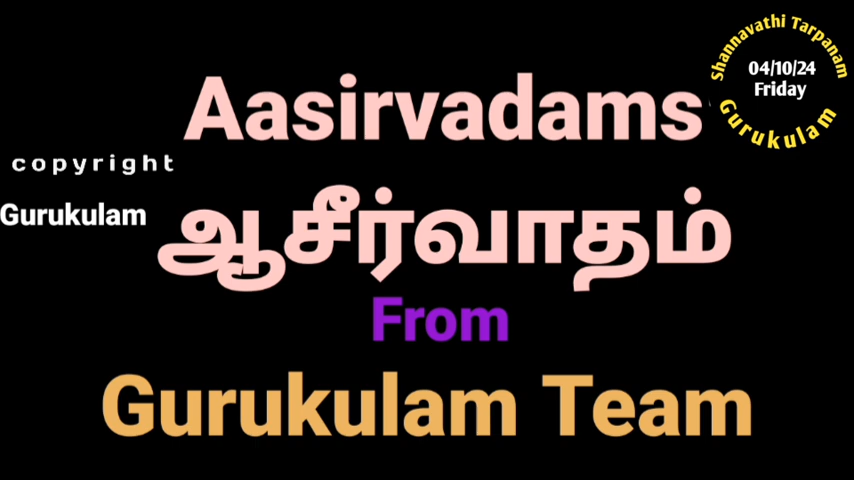 Shannavathi Tarpanam
04/10/24
Friday
Gurukulam
Aasirvadams
copyright
Gurukulam
ஆசீர்வாதம்
From
Gurukulam Team